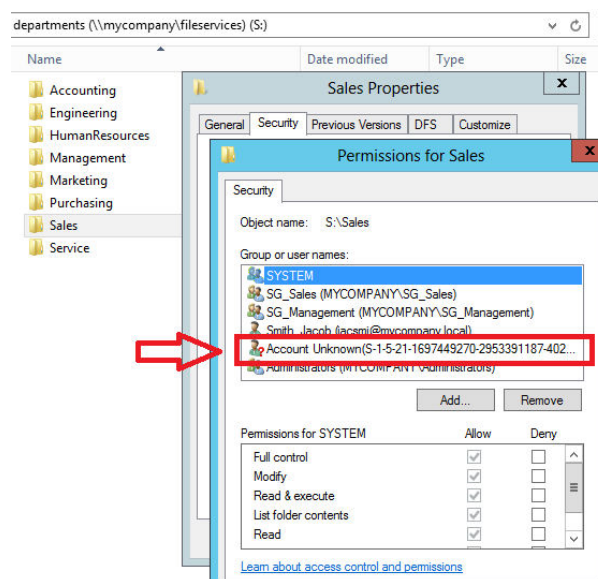 departments (\\mycompany\fileservices) (S:)
Name Date modified Type Size
Accounting
Engineering
HumanResources
Management
Marketing
Purchasing
Sales
Service
Sales Properties
x
General Security Previous Versions DFS Customize
Permissions for Sales
x
Security
Object name: S:\Sales
Group or user names:
SYSTEM
SG_Sales (MYCOMPANY\SG_Sales)
SG_Management (MYCOMPANY\SG_Management)
Smith, Jacob (jacsmi@mycompany.local)
Account Unknown(S-1-5-21-1697449270-2953391187-402...
Administrators (MYCOMPANY\Administrators)
Add... Remove
Permissions for SYSTEM Allow Deny
Full control
Modify
Read & execute
List folder contents
Read
Learn about access control and permissions